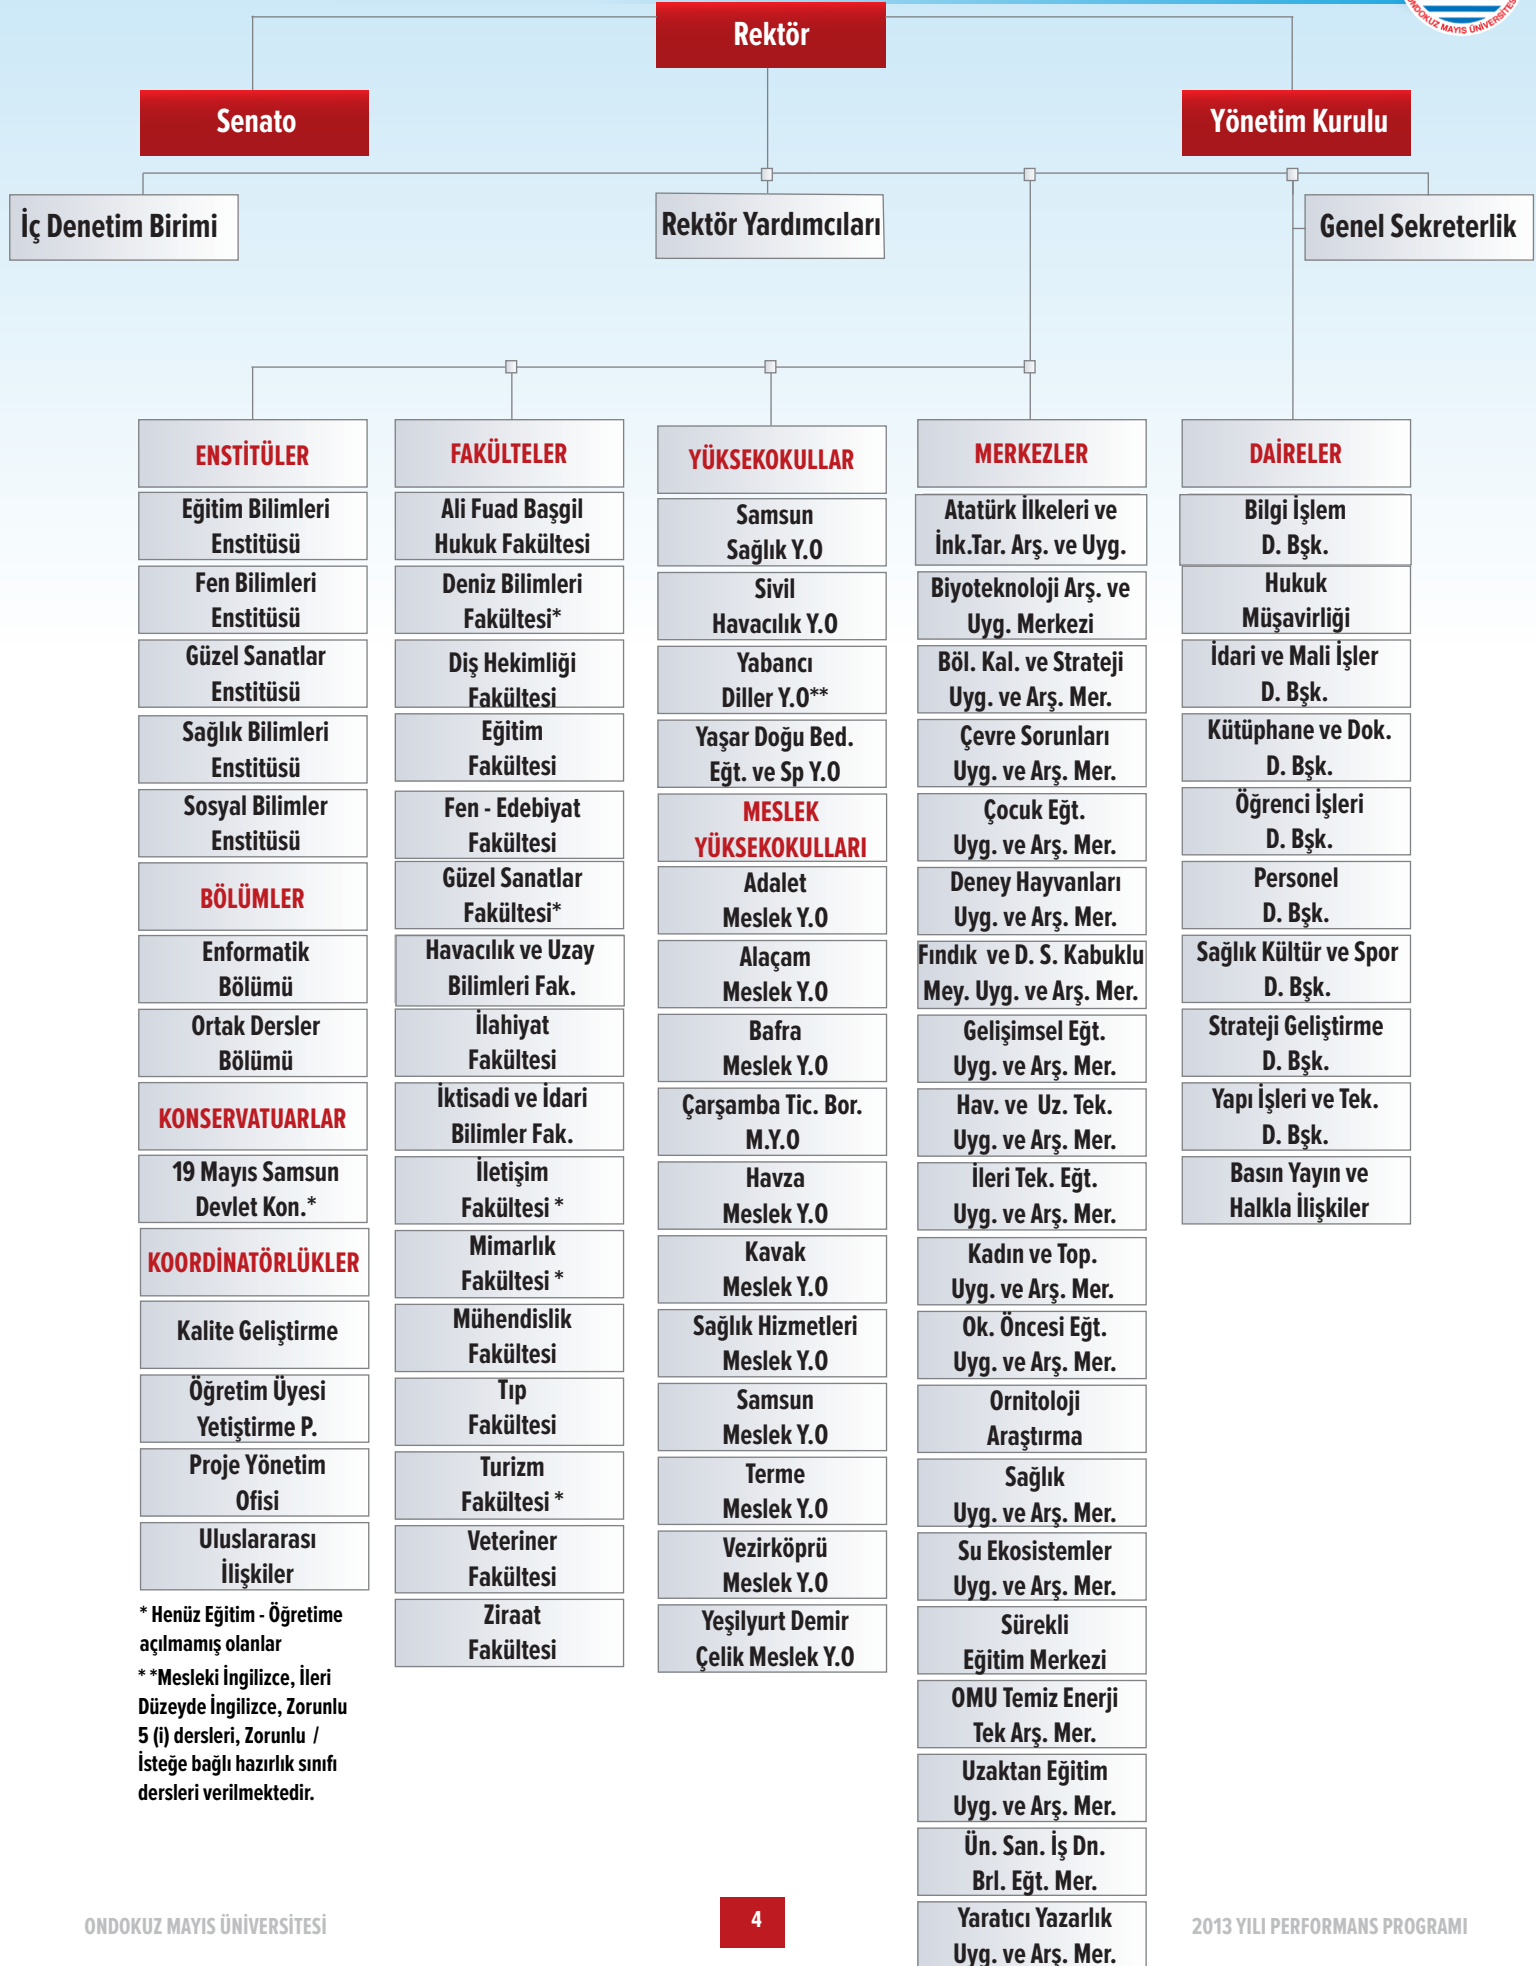 ONDOKUZ MAYIS ÜNİVERSİTESİ
Rektör
Senato
Yönetim Kurulu
İç Denetim Birimi
Rektör Yardımcıları
Genel Sekreterlik
ENSTİTÜLER
Eğitim Bilimleri
Enstitüsü
Fen Bilimleri
Enstitüsü
Güzel Sanatlar
Enstitüsü
Sağlık Bilimleri
Enstitüsü
Sosyal Bilimler
Enstitüsü
BÖLÜMLER
Enformatik
Bölümü
Ortak Dersler
Bölümü
KONSERVATUARLAR
19 Mayıs Samsun
Devlet Kon.*
KOORDİNATÖRLÜKLER
Kalite Geliştirme
Öğretim Üyesi
Yetiştirme P.
Proje Yönetim
Ofisi
Uluslararası
İlişkiler
* Henüz Eğitim - Öğretime
açılmamış olanlar
* *Mesleki İngilizce, İleri
Düzeyde İngilizce, Zorunlu
5 (i) dersleri, Zorunlu /
İsteğe bağlı hazırlık sınıfı
dersleri verilmektedir.
FAKÜLTELER
Ali Fuad Başgil
Hukuk Fakültesi
Deniz Bilimleri
Fakültesi*
Diş Hekimliği
Fakültesi
Eğitim
Fakültesi
Fen - Edebiyat
Fakültesi
Güzel Sanatlar
Fakültesi*
Havacılık ve Uzay
Bilimleri Fak.
İlahiyat
Fakültesi
İktisadi ve İdari
Bilimler Fak.
İletişim
Fakültesi *
Mimarlık
Fakültesi *
Mühendislik
Fakültesi
Tıp
Fakültesi
Turizm
Fakültesi *
Veteriner
Fakültesi
Ziraat
Fakültesi
YÜKSEKOKULLAR
Samsun
Sağlık Y.O
Sivil
Havacılık Y.O
Yabancı
Diller Y.O**
Yaşar Doğu Bed.
Eğt. ve Sp Y.O
MESLEK
YÜKSEKOKULLARI
Adalet
Meslek Y.O
Alaçam
Meslek Y.O
Bafra
Meslek Y.O
Çarşamba Tic. Bor.
M.Y.O
Havza
Meslek Y.O
Kavak
Meslek Y.O
Sağlık Hizmetleri
Meslek Y.O
Samsun
Meslek Y.O
Terme
Meslek Y.O
Vezirköprü
Meslek Y.O
Yeşilyurt Demir
Çelik Meslek Y.O
MERKEZLER
Atatürk İlkeleri ve
İnk.Tar. Arş. ve Uyg.
Biyoteknoloji Arş. ve
Uyg. Merkezi
Böl. Kal. ve Strateji
Uyg. ve Arş. Mer.
Çevre Sorunları
Uyg. ve Arş. Mer.
Çocuk Eğt.
Uyg. ve Arş. Mer.
Deney Hayvanları
Uyg. ve Arş. Mer.
Fındık ve D. S. Kabuklu
Mey. Uyg. ve Arş. Mer.
Gelişimsel Eğt.
Uyg. ve Arş. Mer.
Hav. ve Uz. Tek.
Uyg. ve Arş. Mer.
İleri Tek. Eğt.
Uyg. ve Arş. Mer.
Kadın ve Top.
Uyg. ve Arş. Mer.
Ok. Öncesi Eğt.
Uyg. ve Arş. Mer.
Ornitoloji
Araştırma
Sağlık
Uyg. ve Arş. Mer.
Su Ekosistemler
Uyg. ve Arş. Mer.
Sürekli
Eğitim Merkezi
OMU Temiz Enerji
Tek Arş. Mer.
Uzaktan Eğitim
Uyg. ve Arş. Mer.
Ün. San. İş Dn.
Brl. Eğt. Mer.
Yaratıcı Yazarlık
Uyg. ve Arş. Mer.
DAİRELER
Bilgi İşlem
D. Bşk.
Hukuk
Müşavirliği
İdari ve Mali İşler
D. Bşk.
Kütüphane ve Dok.
D. Bşk.
Öğrenci İşleri
D. Bşk.
Personel
D. Bşk.
Sağlık Kültür ve Spor
D. Bşk.
Strateji Geliştirme
D. Bşk.
Yapı İşleri ve Tek.
D. Bşk.
Basın Yayın ve
Halkla İlişkiler
ONDOKUZ MAYIS ÜNİVERSİTESİ
4
2013 YILI PERFORMANS PROGRAMI